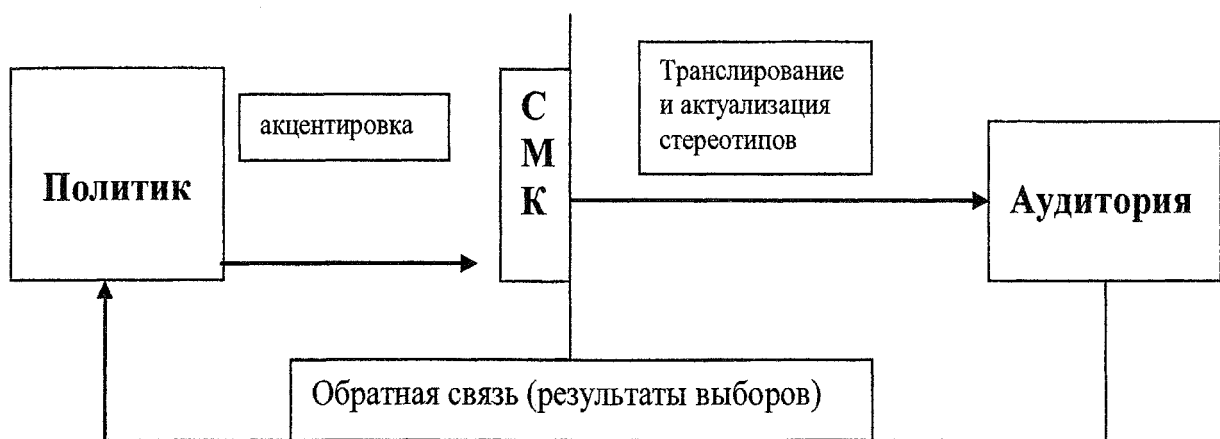 Политик
акцентировка
С
М
К
Транслирование
и актуализация
стереотипов
Аудитория
Обратная связь (результаты выборов)